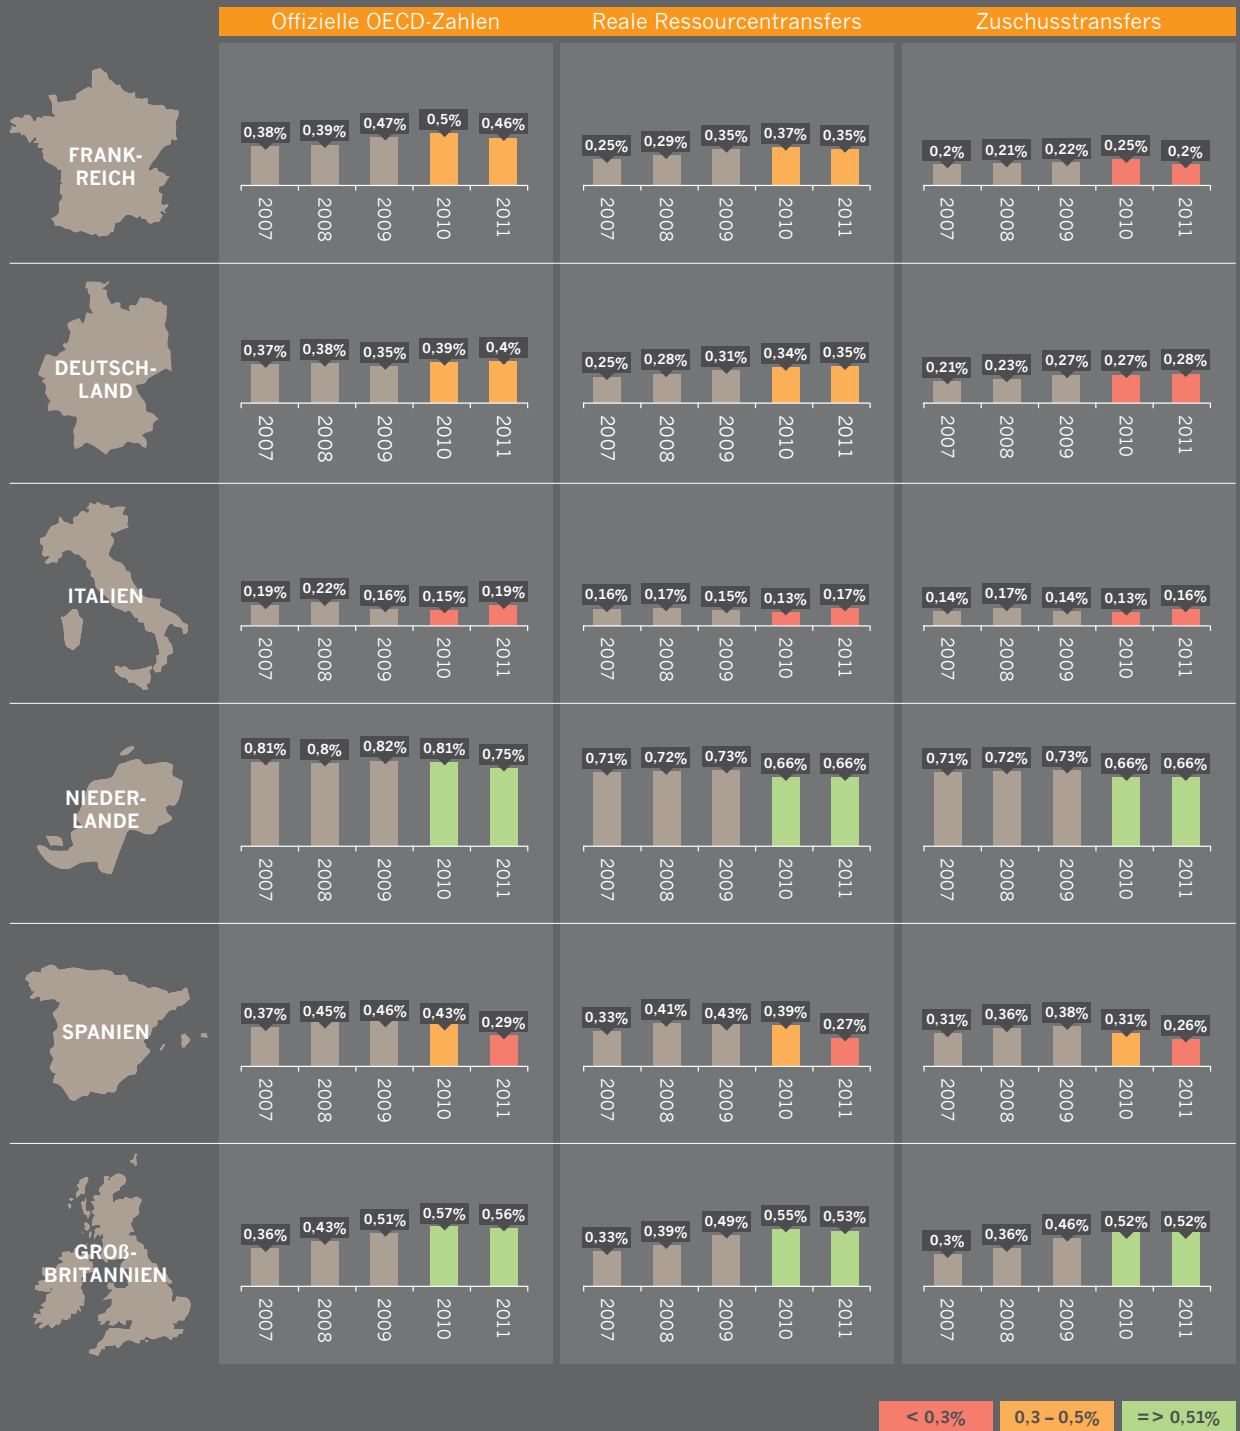 Offizielle OECD-Zahlen Reale Ressourcentransfers Zuschusstransfers
FRANK-
REICH
0,38% 0,39% 0,47% 0,5% 0,46%
2007 2008 2009 2010 2011
0,25% 0,29% 0,35% 0,37% 0,35%
2007 2008 2009 2010 2011
0,2% 0,21% 0,22% 0,25% 0,2%
2007 2008 2009 2010 2011
DEUTSCH-
LAND
0,37% 0,38% 0,35% 0,39% 0,4%
2007 2008 2009 2010 2011
0,25% 0,28% 0,31% 0,34% 0,35%
2007 2008 2009 2010 2011
0,21% 0,23% 0,27% 0,27% 0,28%
2007 2008 2009 2010 2011
ITALIEN
0,19% 0,22% 0,16% 0,15% 0,19%
2007 2008 2009 2010 2011
0,16% 0,17% 0,15% 0,13% 0,17%
2007 2008 2009 2010 2011
0,14% 0,17% 0,14% 0,13% 0,16%
2007 2008 2009 2010 2011
NIEDER-
LANDE
0,81% 0,8% 0,82% 0,81% 0,75%
2007 2008 2009 2010 2011
0,71% 0,72% 0,73% 0,66% 0,66%
2007 2008 2009 2010 2011
0,71% 0,72% 0,73% 0,66% 0,66%
2007 2008 2009 2010 2011
SPANIEN
0,37% 0,45% 0,46% 0,43% 0,29%
2007 2008 2009 2010 2011
0,33% 0,41% 0,43% 0,39% 0,27%
2007 2008 2009 2010 2011
0,31% 0,36% 0,38% 0,31% 0,26%
2007 2008 2009 2010 2011
GROß-
BRITANNIEN
0,36% 0,43% 0,51% 0,57% 0,56%
2007 2008 2009 2010 2011
0,33% 0,39% 0,49% 0,55% 0,53%
2007 2008 2009 2010 2011
0,3% 0,36% 0,46% 0,52% 0,52%
2007 2008 2009 2010 2011
< 0,3% 0,3 – 0,5% => 0,51%